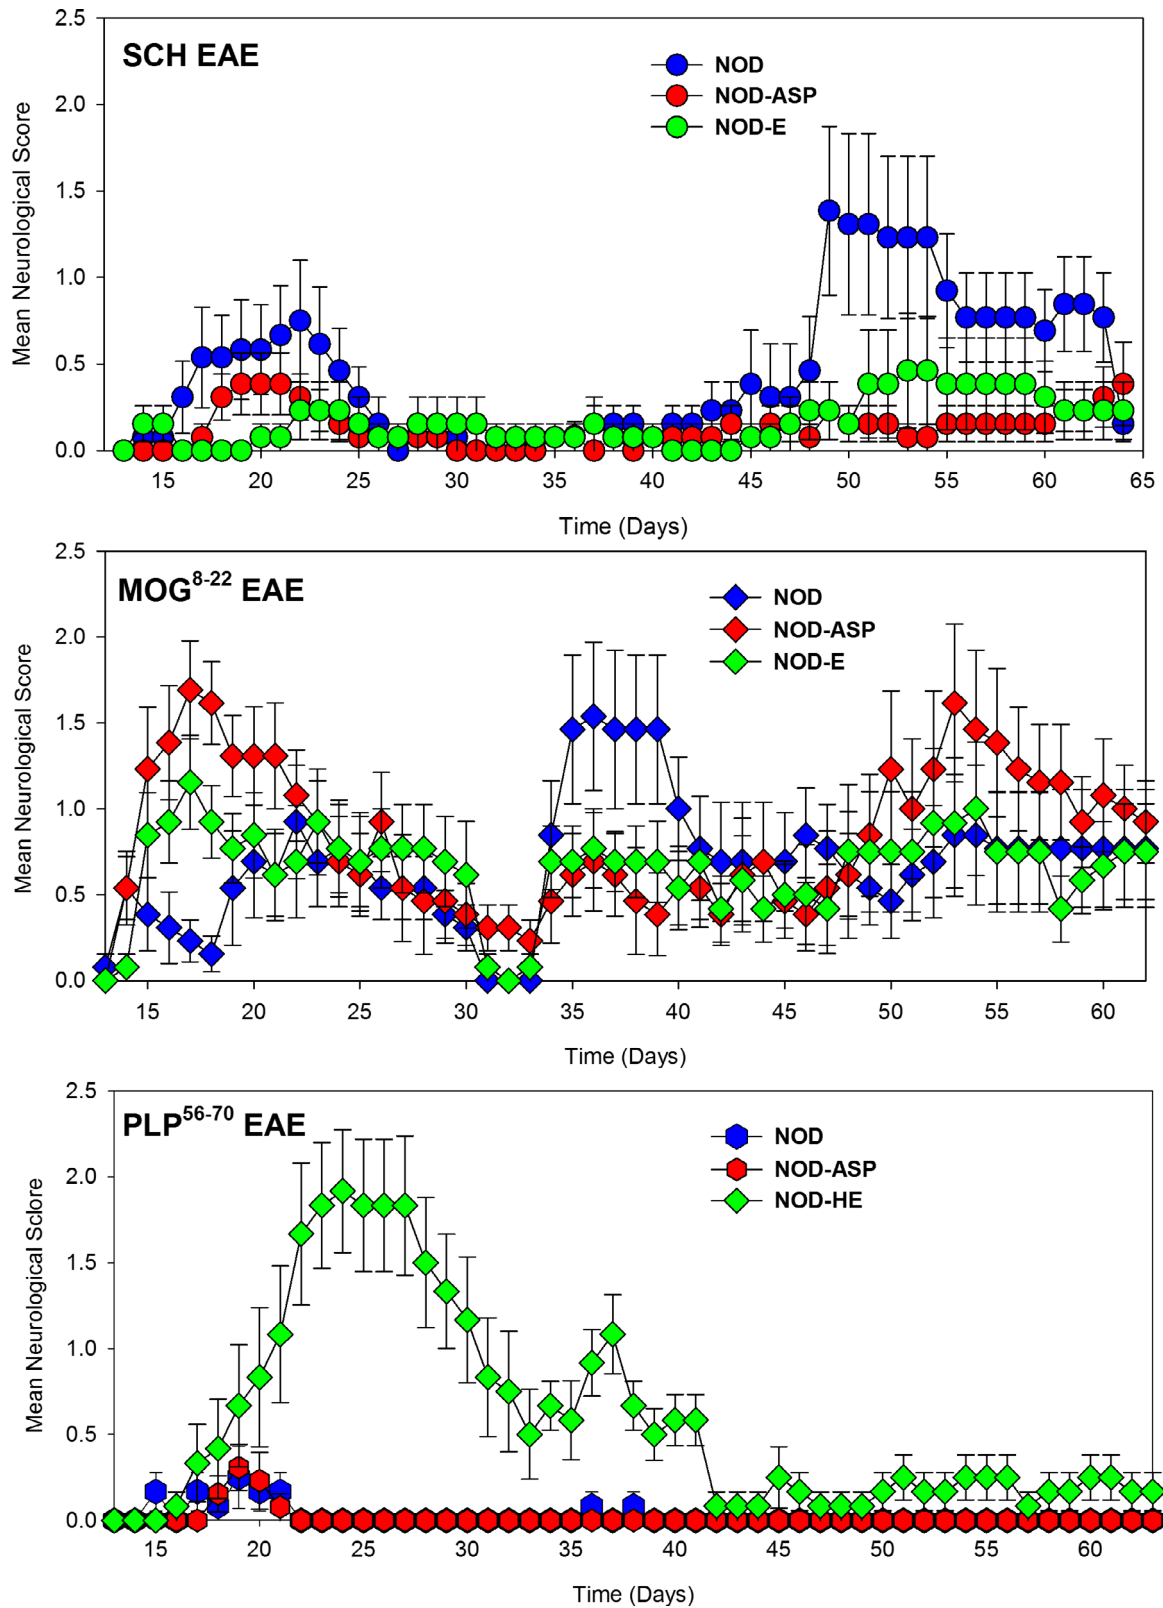 SCH EAE
NOD
NOD-ASP
NOD-E
Mean Neurological Score
2.5
2.0
1.5
1.0
0.5
0.0
15 20 25 30 35 40 45 50 55 60 65
Time (Days)
MOG8-22 EAE
NOD
NOD-ASP
NOD-E
Mean Neurological Score
2.5
2.0
1.5
1.0
0.5
0.0
15 20 25 30 35 40 45 50 55 60
Time (Days)
PLP56-70 EAE
NOD
NOD-ASP
NOD-HE
Mean Neurological Sclore
2.5
2.0
1.5
1.0
0.5
0.0
15 20 25 30 35 40 45 50 55 60
Time (Days)